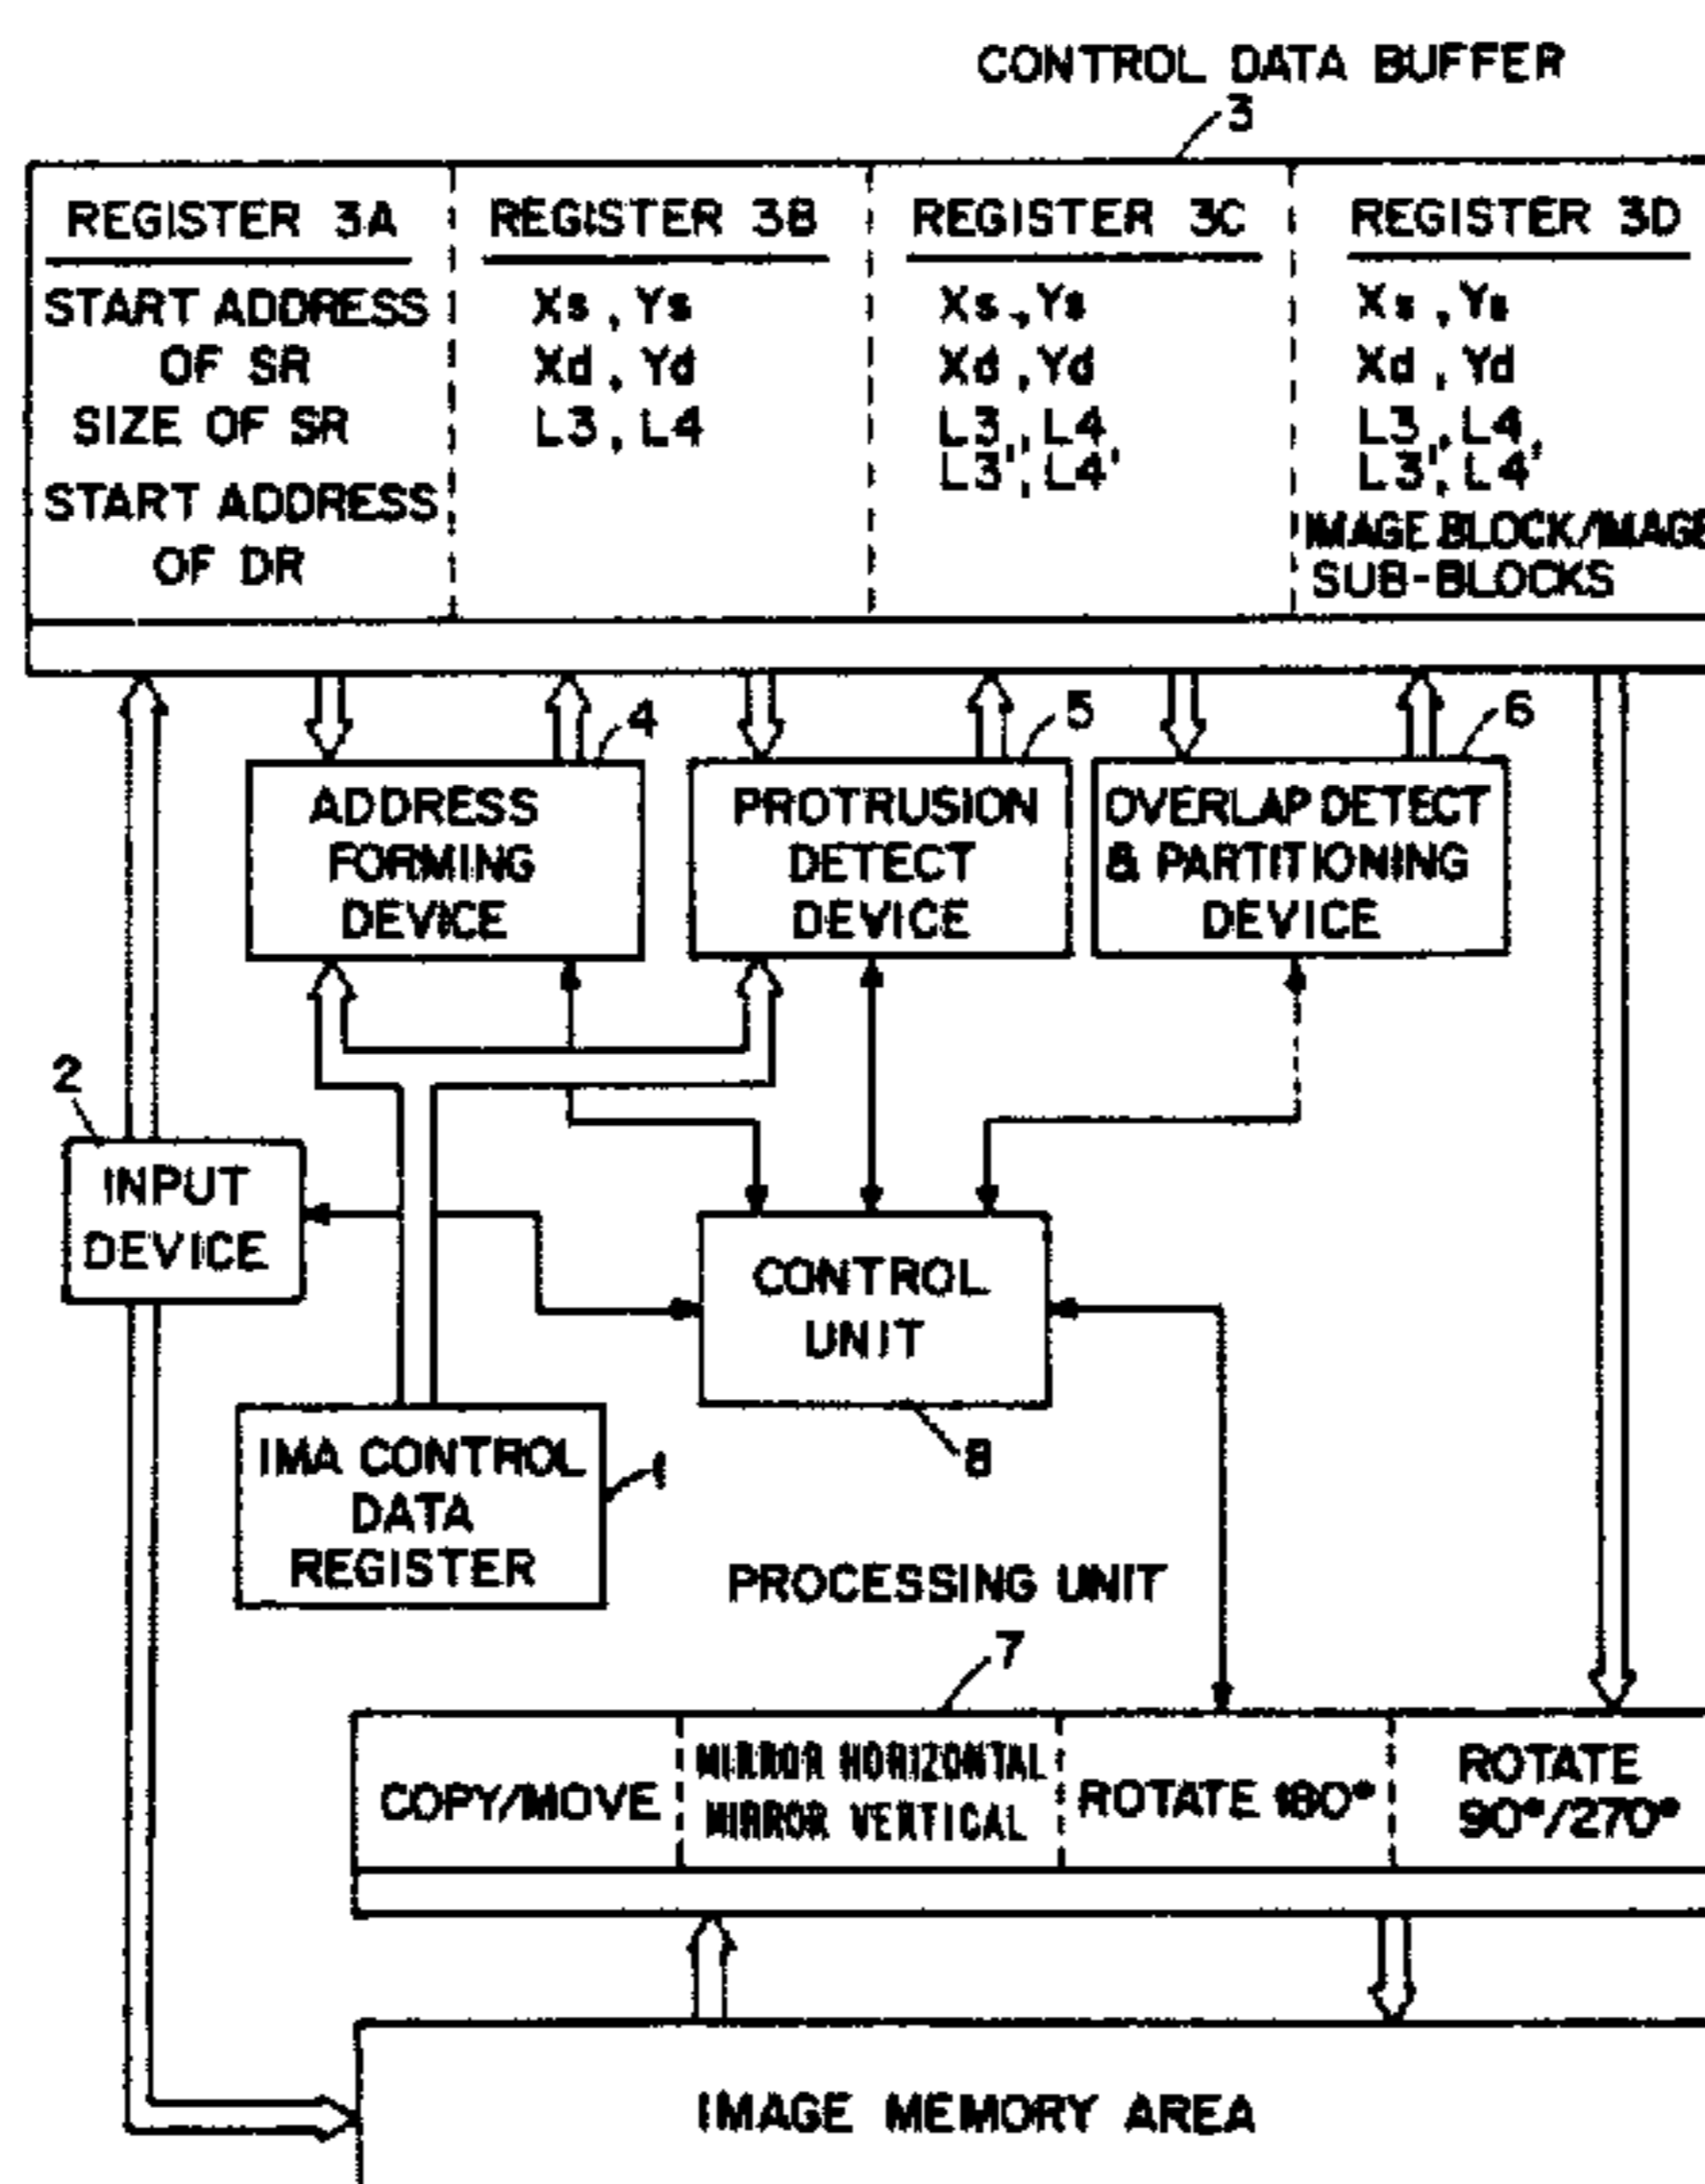 CONTROL DATA BUFFER
3
REGISTER 3A
START ADDRESS
OF SR
SIZE OF SR
START ADDRESS
OF DR
REGISTER 3B
Xs, Ys
Xd, Yd
L3, L4
REGISTER 3C
Xs, Ys
Xd, Yd
L3, L4,
L3', L4'
REGISTER 3D
Xs, Ys
Xd, Yd
L3, L4,
L3', L4'
IMAGE BLOCK/IMAGE
SUB-BLOCKS
4
5
6
ADDRESS
FORMING
DEVICE
PROTRUSION
DETECT
DEVICE
OVERLAP DETECT
& PARTITIONING
DEVICE
2
INPUT
DEVICE
CONTROL
UNIT
8
IMA CONTROL
DATA
REGISTER
1
PROCESSING UNIT
7
COPY/MOVE
MIRROR HORIZONTAL
MIRROR VERTICAL
ROTATE 180°
ROTATE
90°/270°
IMAGE MEMORY AREA